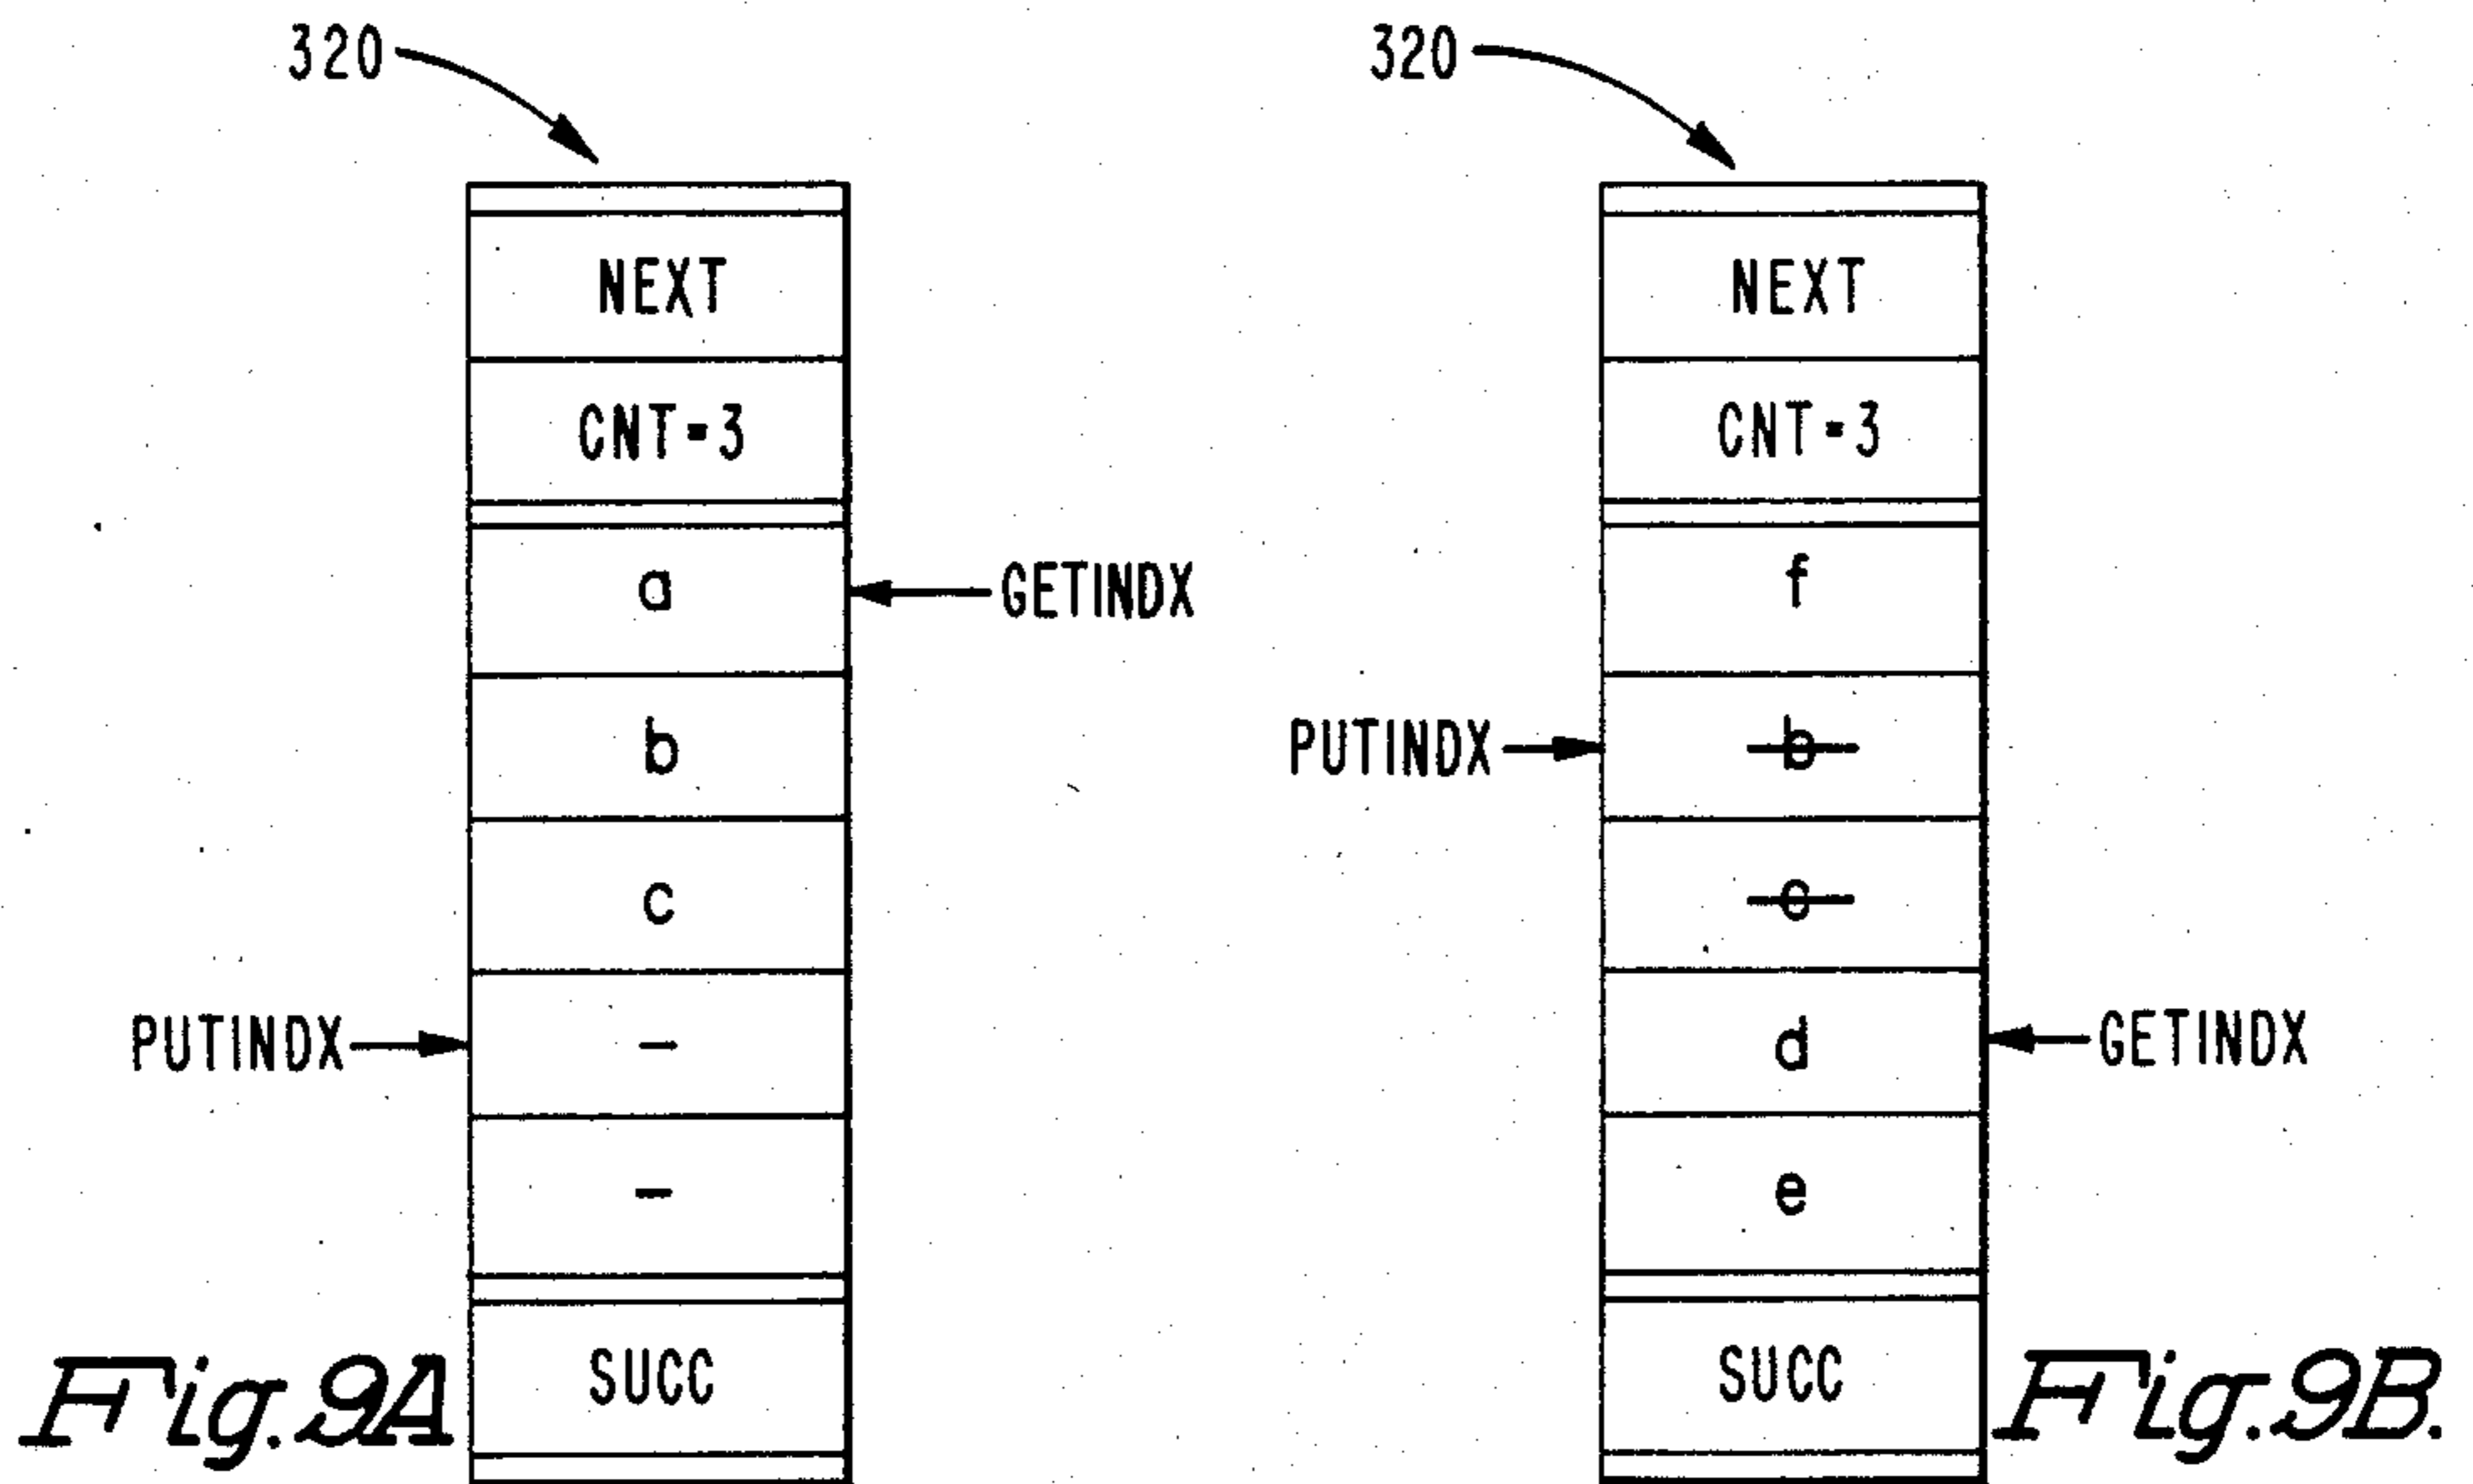 320
NEXT
CNT=3
a
GETINDX
b
c
PUTINDX
-
-
SUCC
Fig. 9A
320
NEXT
CNT=3
f
PUTINDX
b
c
d
GETINDX
e
SUCC
Fig. 9B.